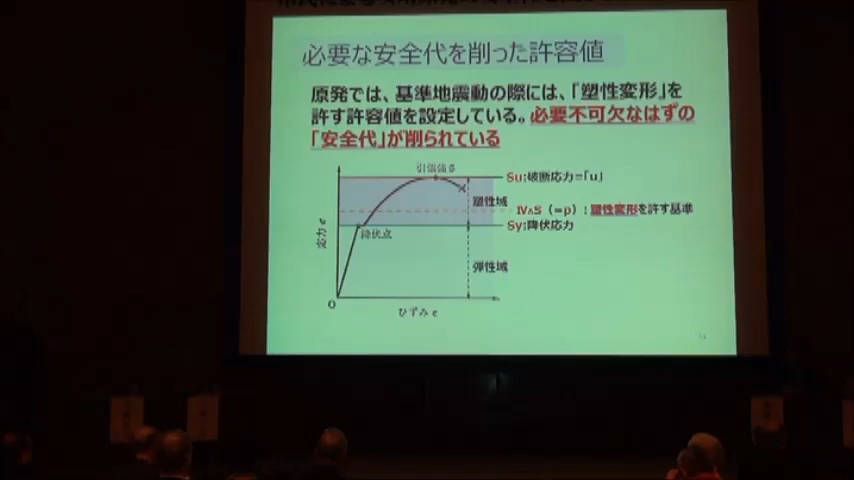 必要な安全代を削った許容値
原発では、基準地震動の際には、「塑性変形」を
許す許容値を設定している。必要不可欠なはずの
「安全代」が削られている
引張強さ
Su:破断応力=「u」
塑性域
ⅣAS (=p) : 塑性変形を許す基準
Sy:降伏応力
降伏点
応力 σ
弾性域
O
ひずみ ε